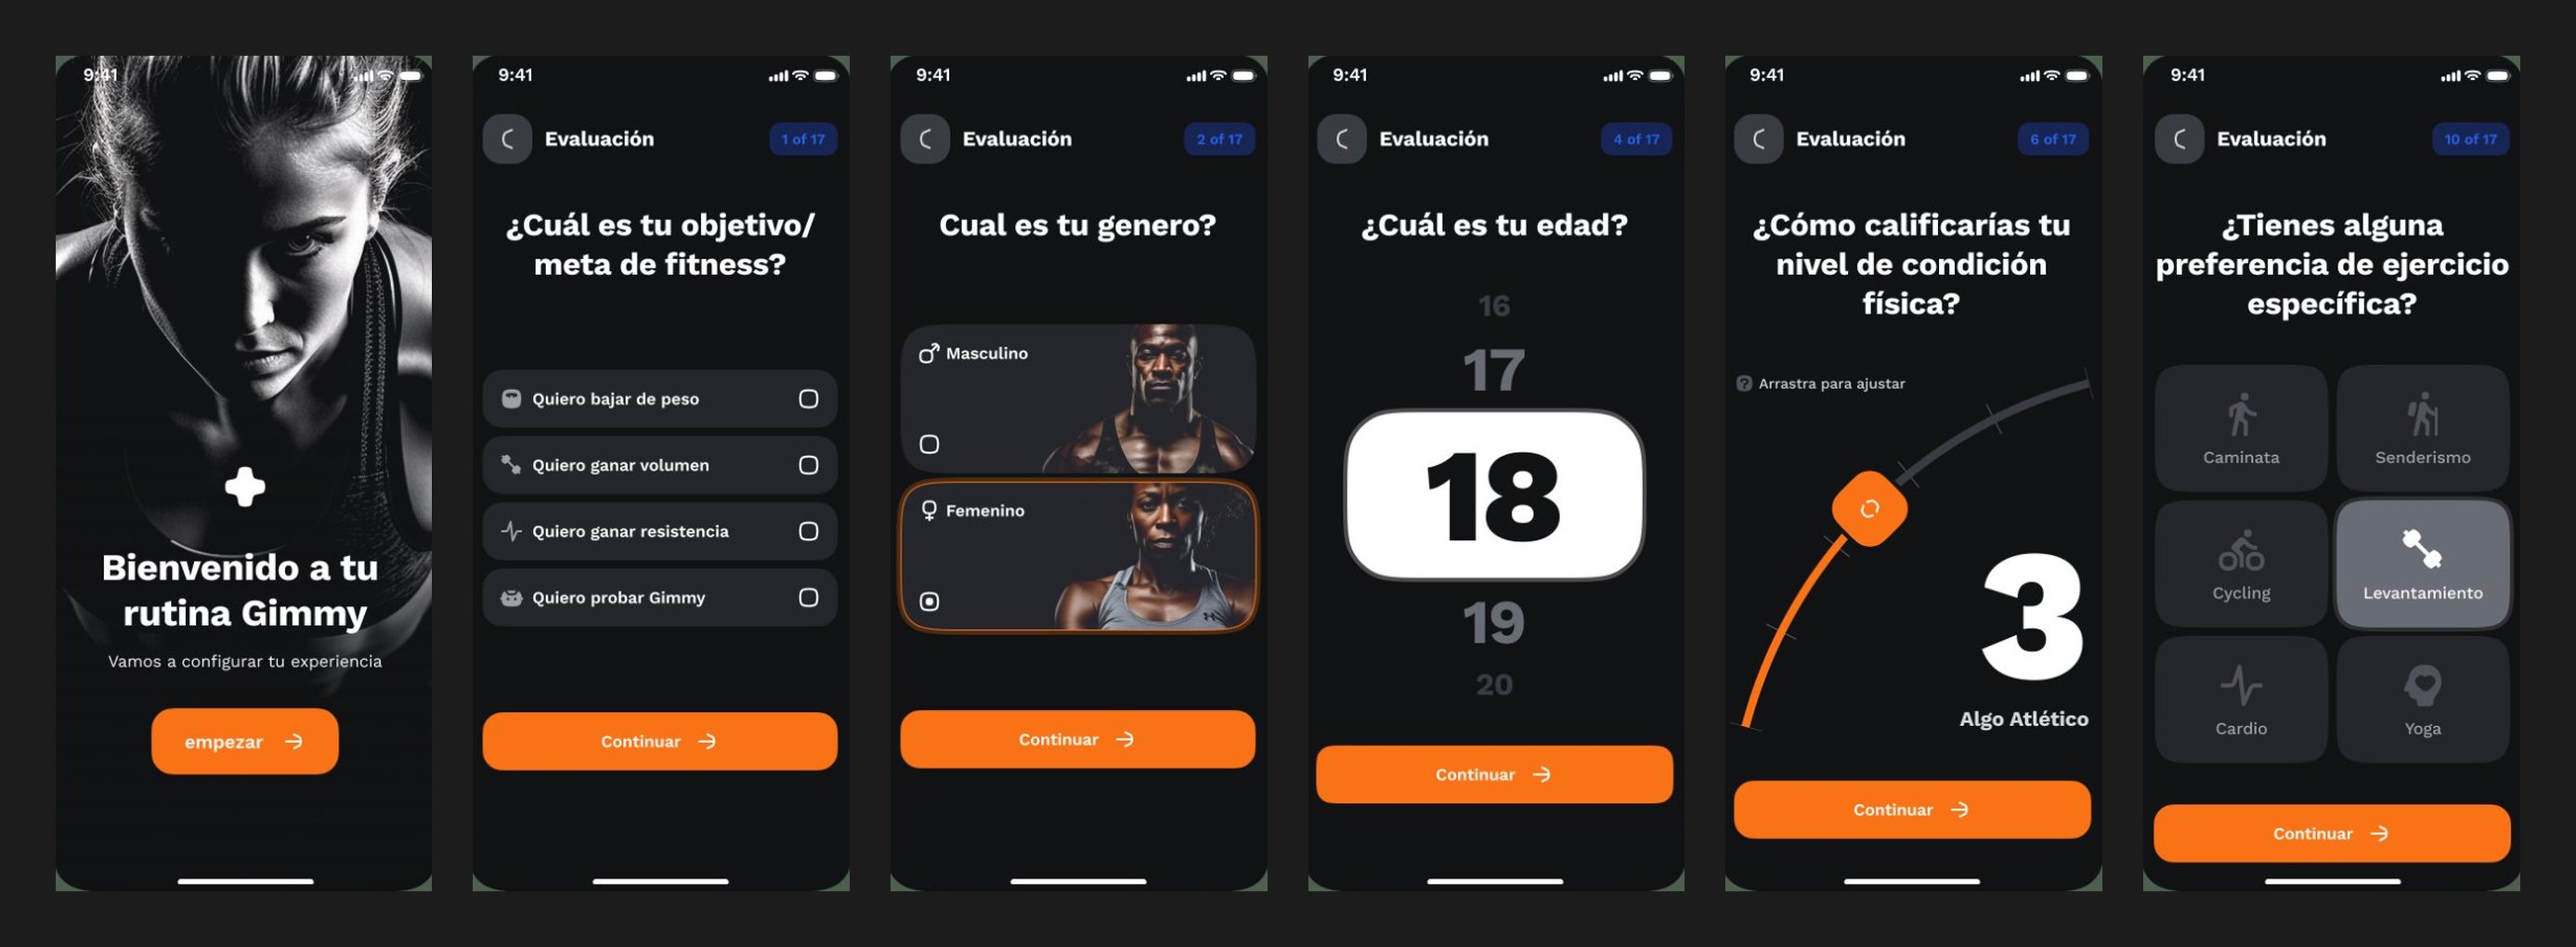 9:41
Bienvenido a tu
rutina Gimmy
Vamos a configurar tu experiencia
empezar
9:41
Evaluación
1 of 17
¿Cuál es tu objetivo/
meta de fitness?
Quiero bajar de peso
Quiero ganar volumen
Quiero ganar resistencia
Quiero probar Gimmy
Continuar
9:41
Evaluación
2 of 17
Cual es tu genero?
Masculino
Femenino
Continuar
9:41
Evaluación
4 of 17
¿Cuál es tu edad?
16
17
18
19
20
Continuar
9:41
Evaluación
6 of 17
¿Cómo calificarías tu
nivel de condición
física?
Arrastra para ajustar
3
Algo Atlético
Continuar
9:41
Evaluación
10 of 17
¿Tienes alguna
preferencia de ejercicio
específica?
Caminata
Senderismo
Cycling
Levantamiento
Cardio
Yoga
Continuar